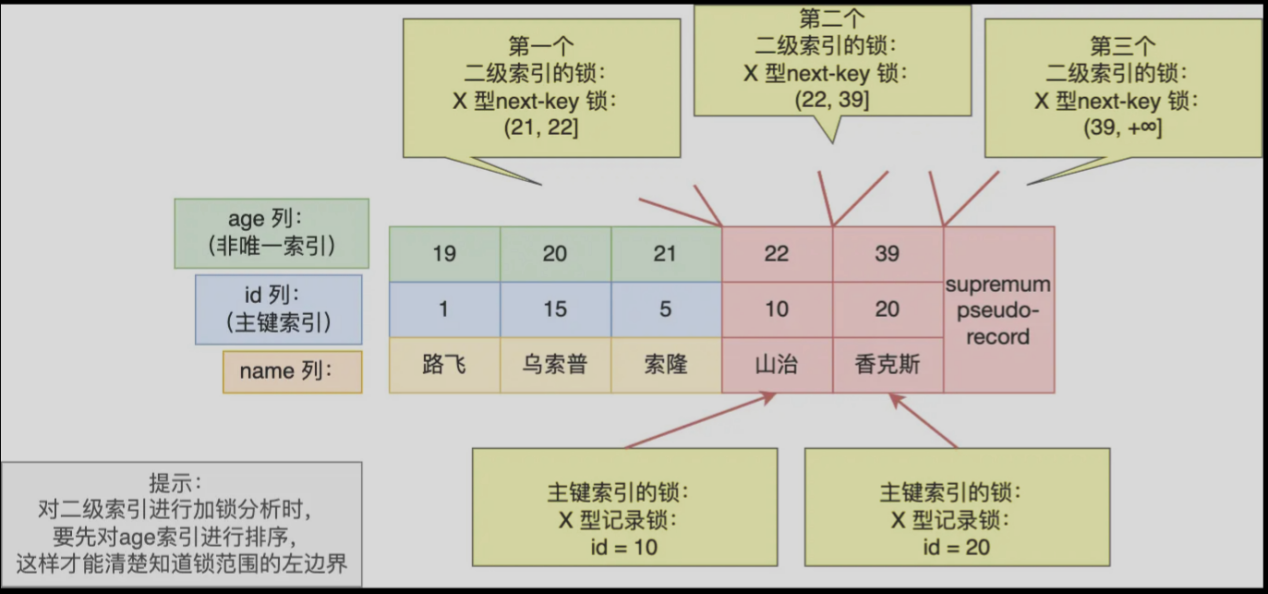 第一个
二级索引的锁：
X 型next-key 锁：
(21, 22]
第二个
二级索引的锁：
X 型next-key 锁：
(22, 39]
第三个
二级索引的锁：
X 型next-key 锁：
(39, +∞]
age 列：
（非唯一索引）
19
20
21
22
39
supremum
pseudo-
record
id 列：
（主键索引）
1
15
5
10
20
name 列：
路飞
乌索普
索隆
山治
香克斯
提示：
对二级索引进行加锁分析时，
要先对age索引进行排序，
这样才能清楚知道锁范围的左边界
主键索引的锁：
X 型记录锁：
id = 10
主键索引的锁：
X 型记录锁：
id = 20